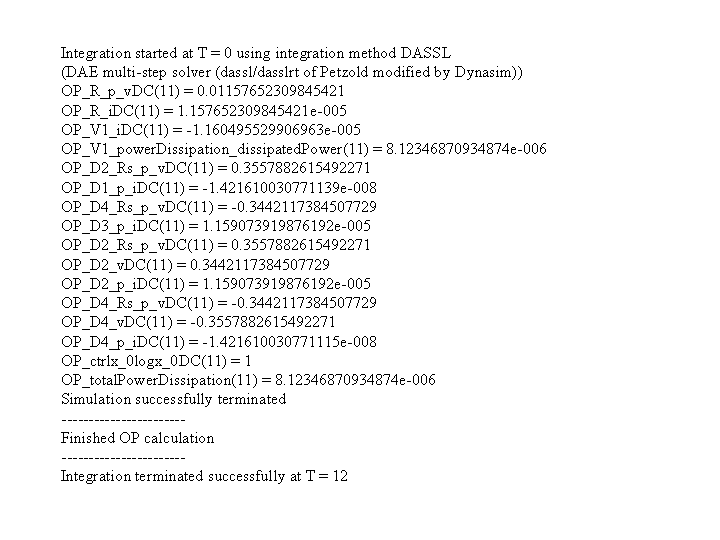 Integration started at T = 0 using integration method DASSL
(DAE multi-step solver (dassl/dasslrt of Petzold modified by Dynasim))
OP_R_p_vDC(11) = 0.01157652309845421
OP_R_iDC(11) = 1.157652309845421e-005
OP_V1_iDC(11) = -1.160495529906963e-005
OP_V1_powerDissipation_dissipatedPower(11) = 8.12346870934874e-006
OP_D2_Rs_p_vDC(11) = 0.3557882615492271
OP_D1_p_iDC(11) = -1.421610030771139e-008
OP_D4_Rs_p_vDC(11) = -0.3442117384507729
OP_D3_p_iDC(11) = 1.159073919876192e-005
OP_D2_Rs_p_vDC(11) = 0.3557882615492271
OP_D2_vDC(11) = 0.3442117384507729
OP_D2_p_iDC(11) = 1.159073919876192e-005
OP_D4_Rs_p_vDC(11) = -0.3442117384507729
OP_D4_vDC(11) = -0.3557882615492271
OP_D4_p_iDC(11) = -1.421610030771115e-008
OP_ctrlx_0logx_0DC(11) = 1
OP_totalPowerDissipation(11) = 8.12346870934874e-006
Simulation successfully terminated
-----------------------
Finished OP calculation
-----------------------
Integration terminated successfully at T = 12